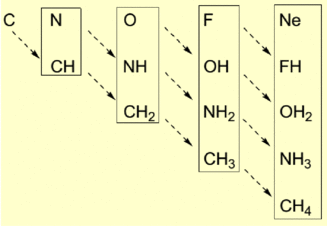 C N O F Ne
CH NH OH FH
CH₂ NH₂ OH₂
CH₃ NH₃
CH₄